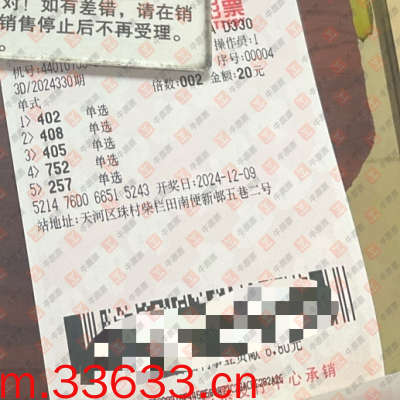 对！如有差错，请在销
销售停止后不再受理。
D330
操作员:1
序号:00004
3D/2024330期
倍数:002 金额:20元
单式
1> 402 单选
2> 408 单选
3> 405 单选
4> 752 单选
5> 257 单选
5214 76D0 6651 5243 开奖日:2024-12-09
站地址:天河区珠村柴栏田南便新邨五巷二号
中心承销
m.33633.cn